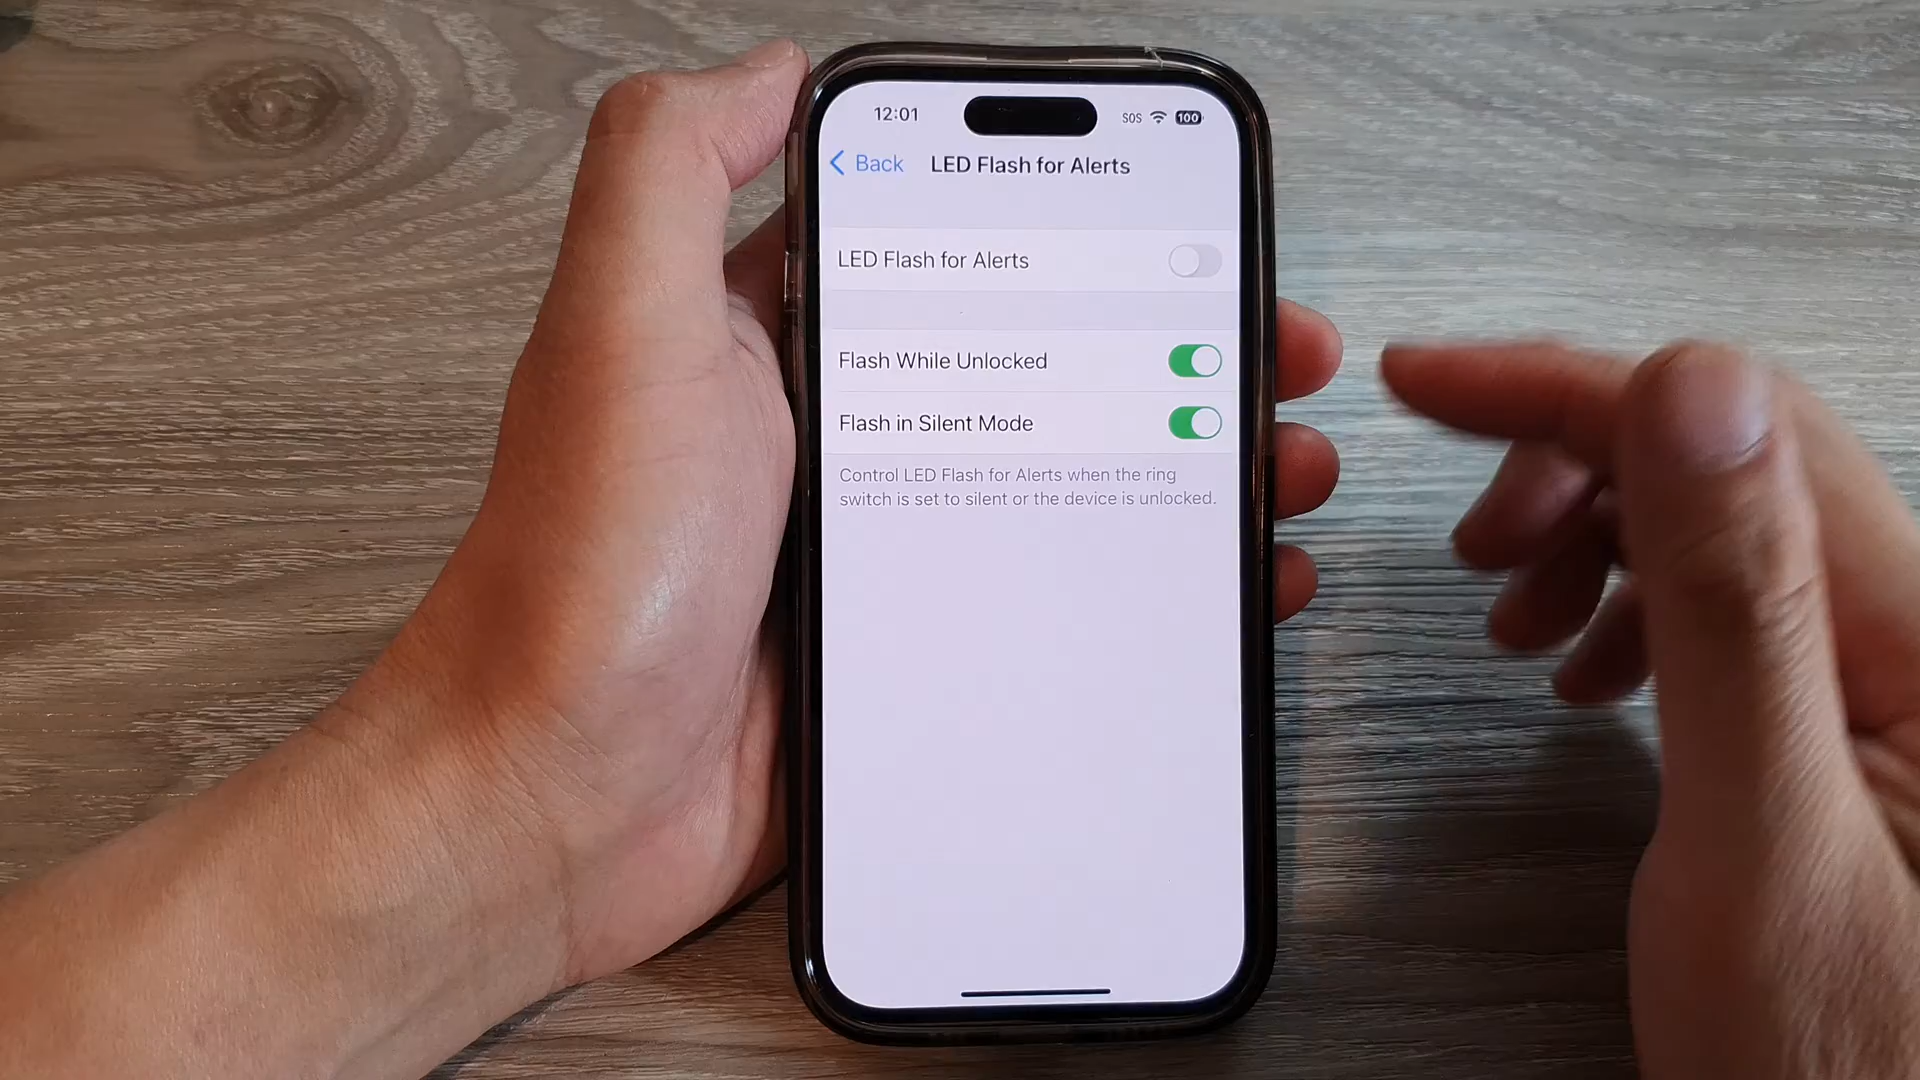 12:01
SOS
100
Back
LED Flash for Alerts
LED Flash for Alerts
Flash While Unlocked
Flash in Silent Mode
Control LED Flash for Alerts when the ring
switch is set to silent or the device is unlocked.